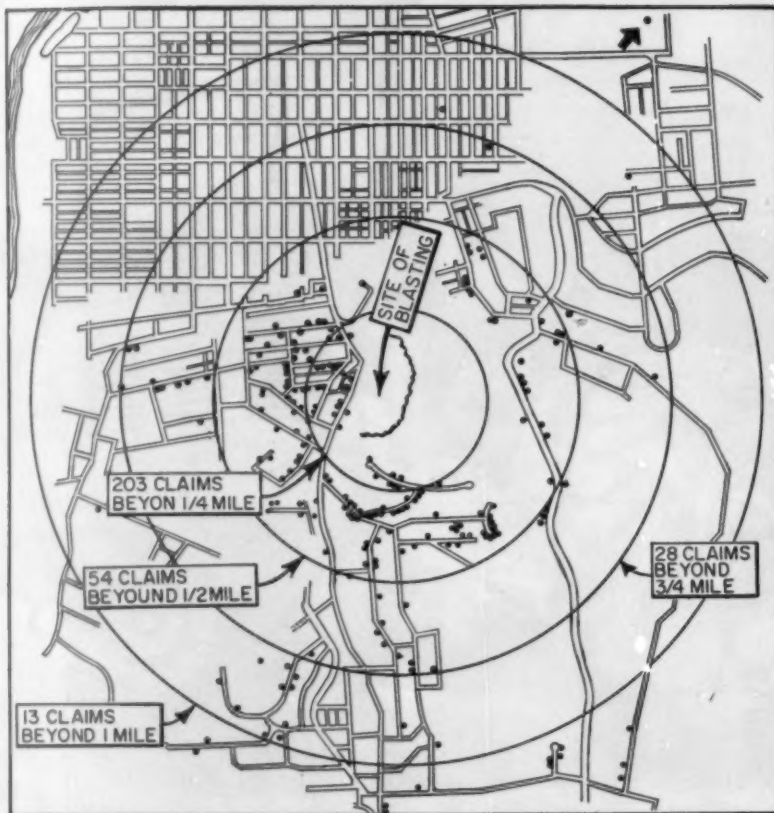 SITE OF
BLASTING
203 CLAIMS
BEYON 1/4 MILE
54 CLAIMS
BEYOUND 1/2 MILE
28 CLAIMS
BEYOND
3/4 MILE
13 CLAIMS
BEYOND 1 MILE